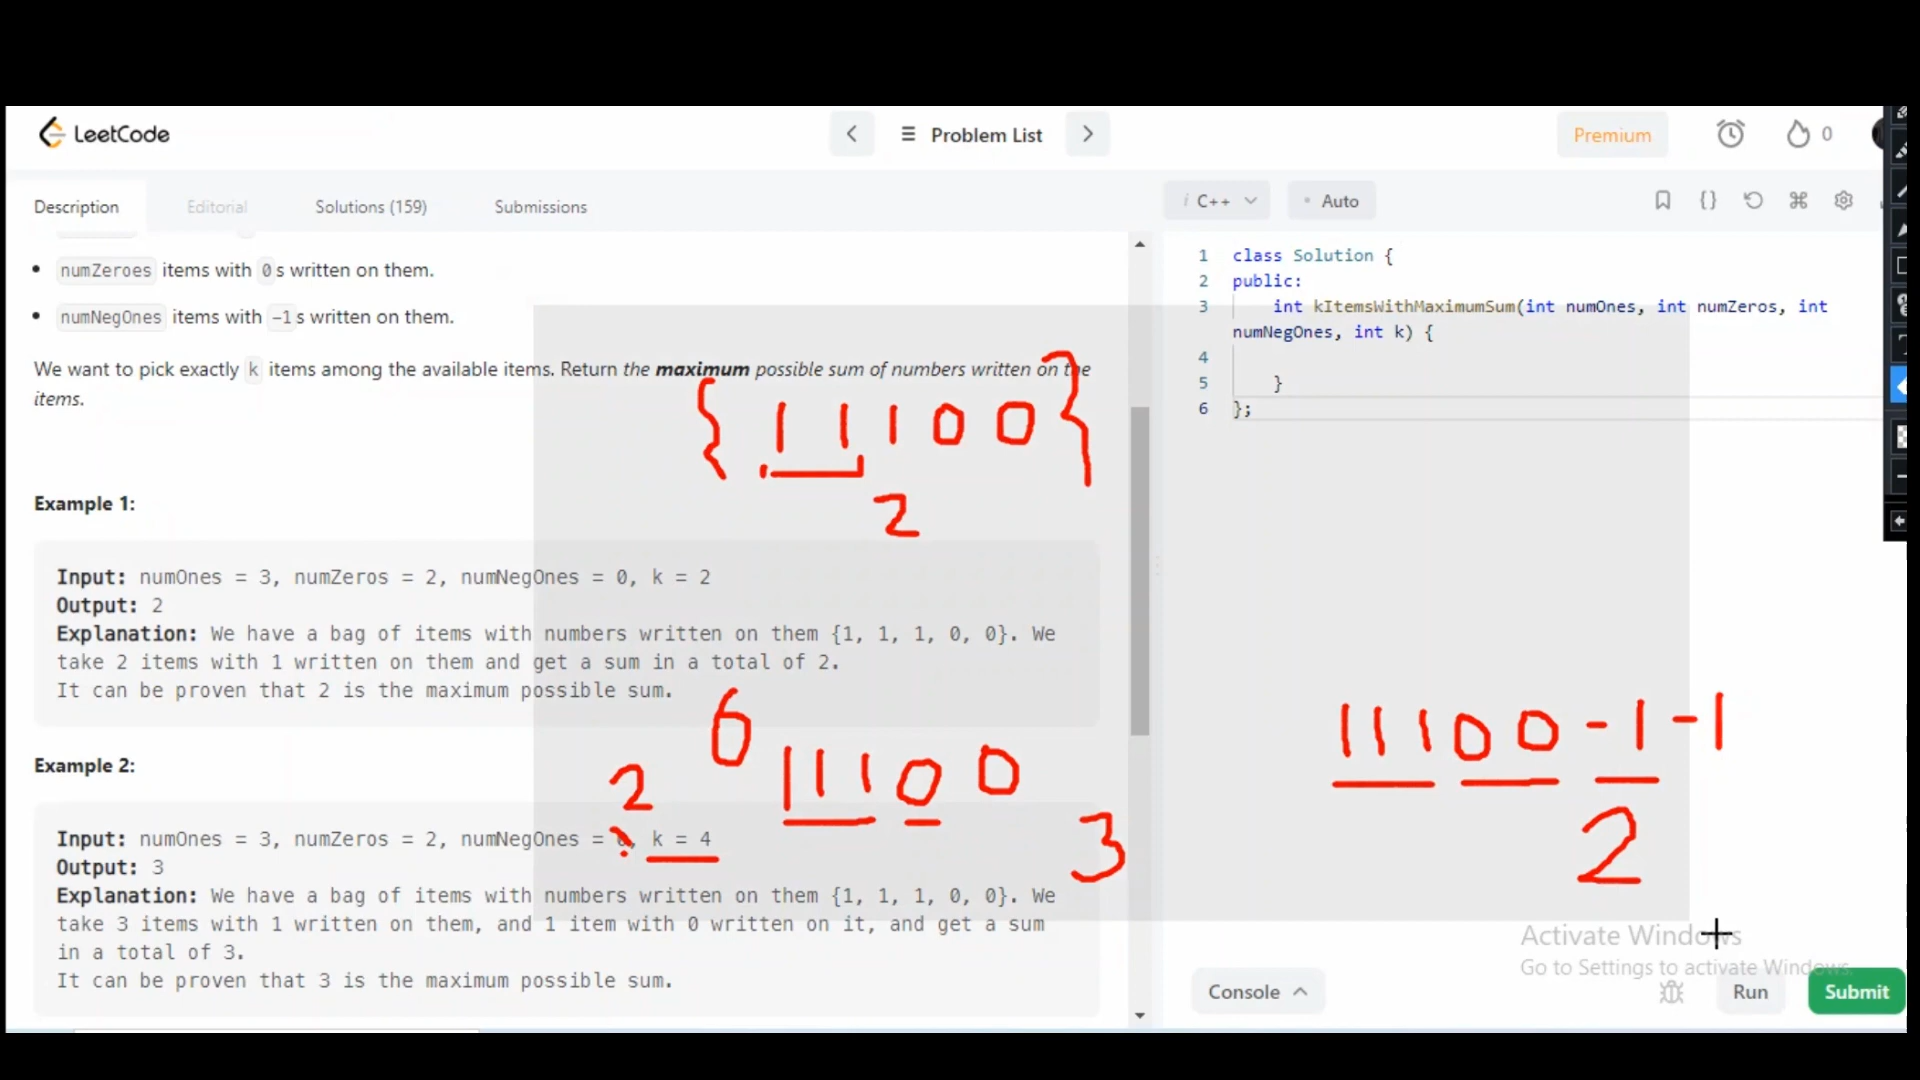 LeetCode
Problem List
Premium
0
Description
Editorial
Solutions (159)
Submissions
i C++
Auto
numZeroes items with 0s written on them.
numNegOnes items with -1s written on them.
We want to pick exactly k items among the available items. Return the maximum possible sum of numbers written on the
items.
{ 1 1 1 0 0 }
2
Example 1:
Input: numOnes = 3, numZeros = 2, numNegOnes = 0, k = 2
Output: 2
Explanation: We have a bag of items with numbers written on them {1, 1, 1, 0, 0}. We
take 2 items with 1 written on them and get a sum in a total of 2.
It can be proven that 2 is the maximum possible sum.
6
1 1 1 0 0
2
3
Example 2:
Input: numOnes = 3, numZeros = 2, numNegOnes = 0, k = 4
Output: 3
Explanation: We have a bag of items with numbers written on them {1, 1, 1, 0, 0}. We
take 3 items with 1 written on them, and 1 item with 0 written on it, and get a sum
in a total of 3.
It can be proven that 3 is the maximum possible sum.
1 class Solution {
2 public:
3 int kItemsWithMaximumSum(int numOnes, int numZeros, int
numNegOnes, int k) {
4
5 }
6 };
1 1 1 0 0 -1 -1
2
Activate Windows
Go to Settings to activate Windows.
Console
Run
Submit